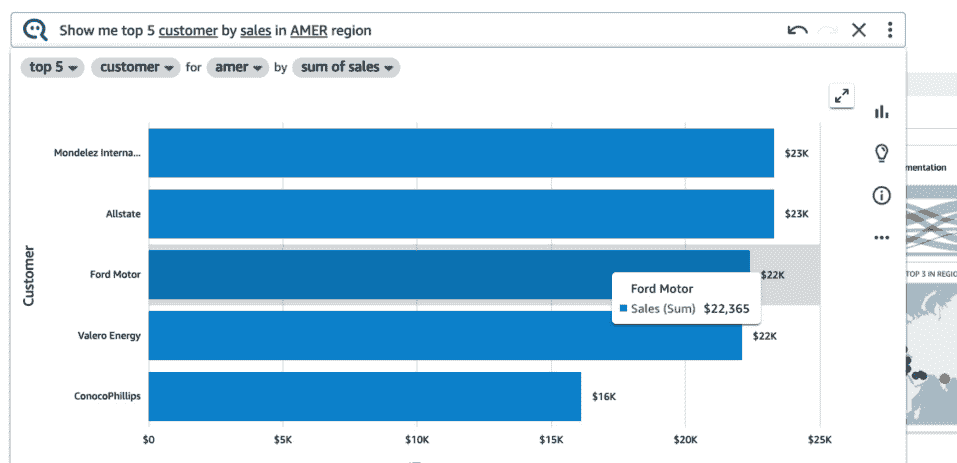 Show me top 5 customer by sales in AMER region
top 5 customer for amer by sum of sales
Customer
Mondelez Interna... $23K
Allstate $23K
Ford Motor $22K
Ford Motor
Sales (Sum) $22,365
Valero Energy $22K
ConocoPhillips $16K
$0 $5K $10K $15K $20K $25K
mentation
TOP 3 IN REGIO